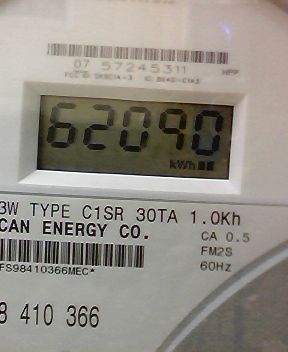 07 57245311
HPP
62090
kWh
3W TYPE C1SR 30TA 1.0Kh
CAN ENERGY CO.
CA 0.5
FM2S
60Hz
FS98410366MEC*
8 410 366